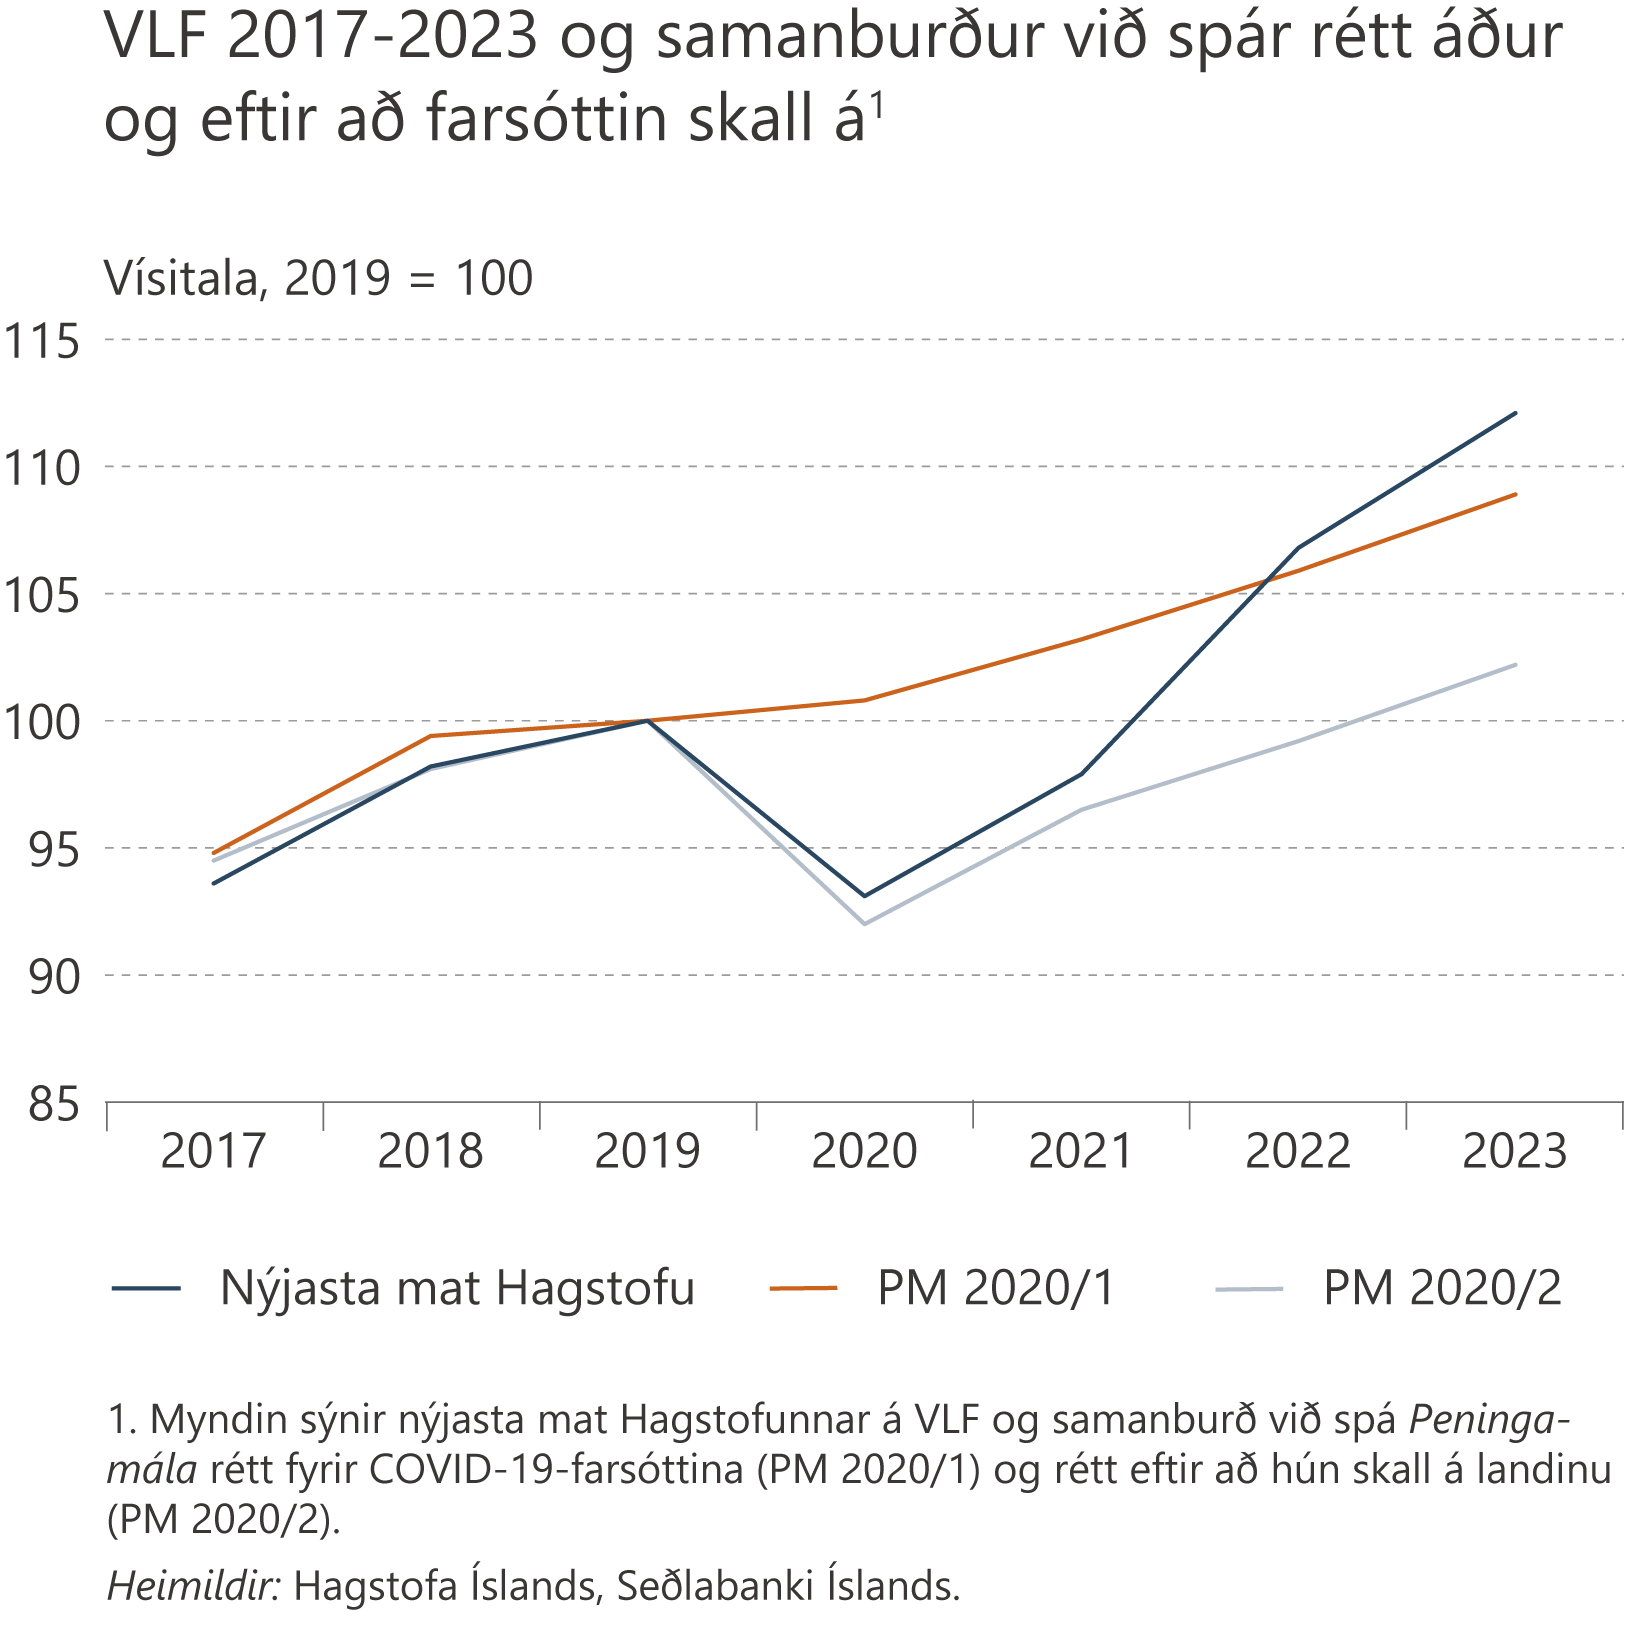 VLF 2017-2023 og samanburður við spár rétt áður
og eftir að farsóttin skall á¹
Vísitala, 2019 = 100
115
110
105
100
95
90
85
2017 2018 2019 2020 2021 2022 2023
Nýjasta mat Hagstofu PM 2020/1 PM 2020/2
1. Myndin sýnir nýjasta mat Hagstofunnar á VLF og samanburð við spá Peninga-
mála rétt fyrir COVID-19-farsóttina (PM 2020/1) og rétt eftir að hún skall á landinu
(PM 2020/2).
Heimildir: Hagstofa Íslands, Seðlabanki Íslands.